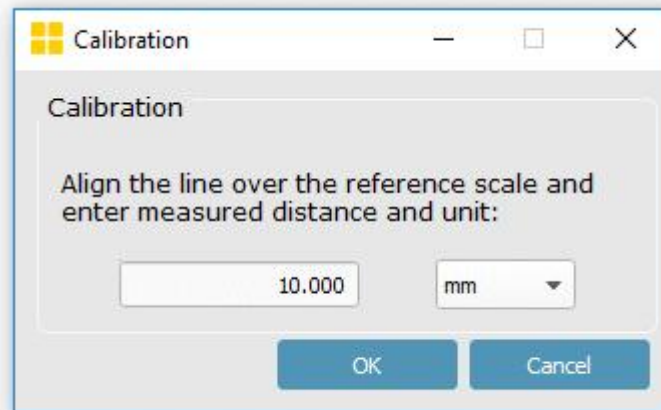 Calibration
Calibration
Align the line over the reference scale and
enter measured distance and unit:
10.000 mm
OK Cancel